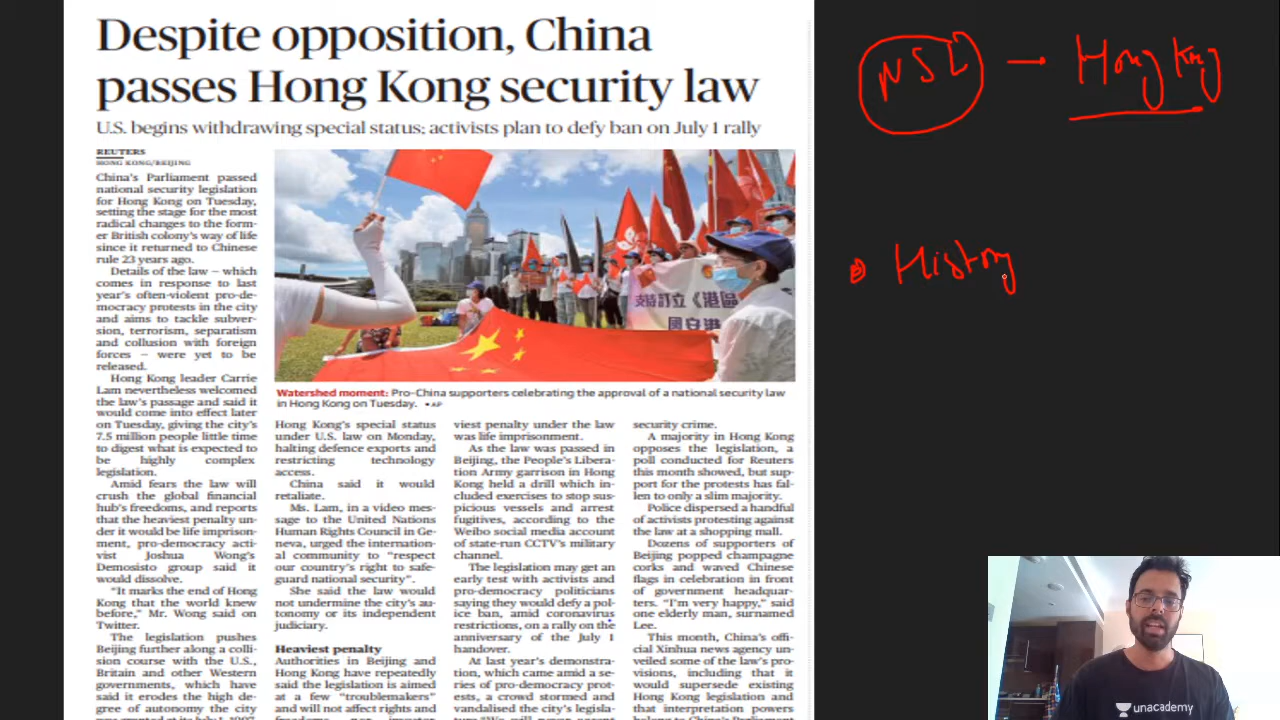 Despite opposition, China
passes Hong Kong security law
U.S. begins withdrawing special status; activists plan to defy ban on July 1 rally
REUTERS
HONG KONG/BEIJING
China's Parliament passed
national security legislation
for Hong Kong on Tuesday,
setting the stage for the most
radical changes to the form-
er British colony's way of life
since it returned to Chinese
rule 23 years ago.
Details of the law – which
comes in response to last
year's often-violent pro-de-
mocracy protests in the city
and aims to tackle subver-
sion, terrorism, separatism
and collusion with foreign
forces – were yet to be
released.
Hong Kong leader Carrie
Lam nevertheless welcomed
the law's passage and said it
would come into effect later
on Tuesday, giving the city's
7.5 million people little time
to digest what is expected to
be highly complex
legislation.
Amid fears the law will
crush the global financial
hub's freedoms, and reports
that the heaviest penalty un-
der it would be life imprison-
ment, pro-democracy acti-
vist Joshua Wong's
Demosisto group said it
would dissolve.
"It marks the end of Hong
Kong that the world knew
before," Mr. Wong said on
Twitter.
The legislation pushes
Beijing further along a colli-
sion course with the U.S.,
Britain and other Western
governments, which have
said it erodes the high de-
gree of autonomy the city
支持訂立《港區
國安港
Watershed moment: Pro-China supporters celebrating the approval of a national security law
in Hong Kong on Tuesday. • AP
Hong Kong's special status
under U.S. law on Monday,
halting defence exports and
restricting technology
access.
China said it would
retaliate.
Ms. Lam, in a video mes-
sage to the United Nations
Human Rights Council in Ge-
neva, urged the internation-
al community to "respect
our country's right to safe-
guard national security".
She said the law would
not undermine the city's au-
tonomy or its independent
judiciary.
Heaviest penalty
Authorities in Beijing and
Hong Kong have repeatedly
said the legislation is aimed
at a few "troublemakers"
and will not affect rights and
viest penalty under the law
was life imprisonment.
As the law was passed in
Beijing, the People's Libera-
tion Army garrison in Hong
Kong held a drill which in-
cluded exercises to stop sus-
picious vessels and arrest
fugitives, according to the
Weibo social media account
of state-run CCTV's military
channel.
The legislation may get an
early test with activists and
pro-democracy politicians
saying they would defy a pol-
ice ban, amid coronavirus
restrictions, on a rally on the
anniversary of the July 1
handover.
At last year's demonstra-
tion, which came amid a se-
ries of pro-democracy prot-
ests, a crowd stormed and
vandalised the city's legisla-
security crime.
A majority in Hong Kong
opposes the legislation, a
poll conducted for Reuters
this month showed, but sup-
port for the protests has fal-
len to only a slim majority.
Police dispersed a handful
of activists protesting against
the law at a shopping mall.
Dozens of supporters of
Beijing popped champagne
corks and waved Chinese
flags in celebration in front
of government headquar-
ters. "I'm very happy," said
one elderly man, surnamed
Lee.
This month, China's offi-
cial Xinhua news agency un-
veiled some of the law's pro-
visions, including that it
would supersede existing
Hong Kong legislation and
that interpretation powers
belong to China's Parliament
NSL → Hong Kong
History
unacademy